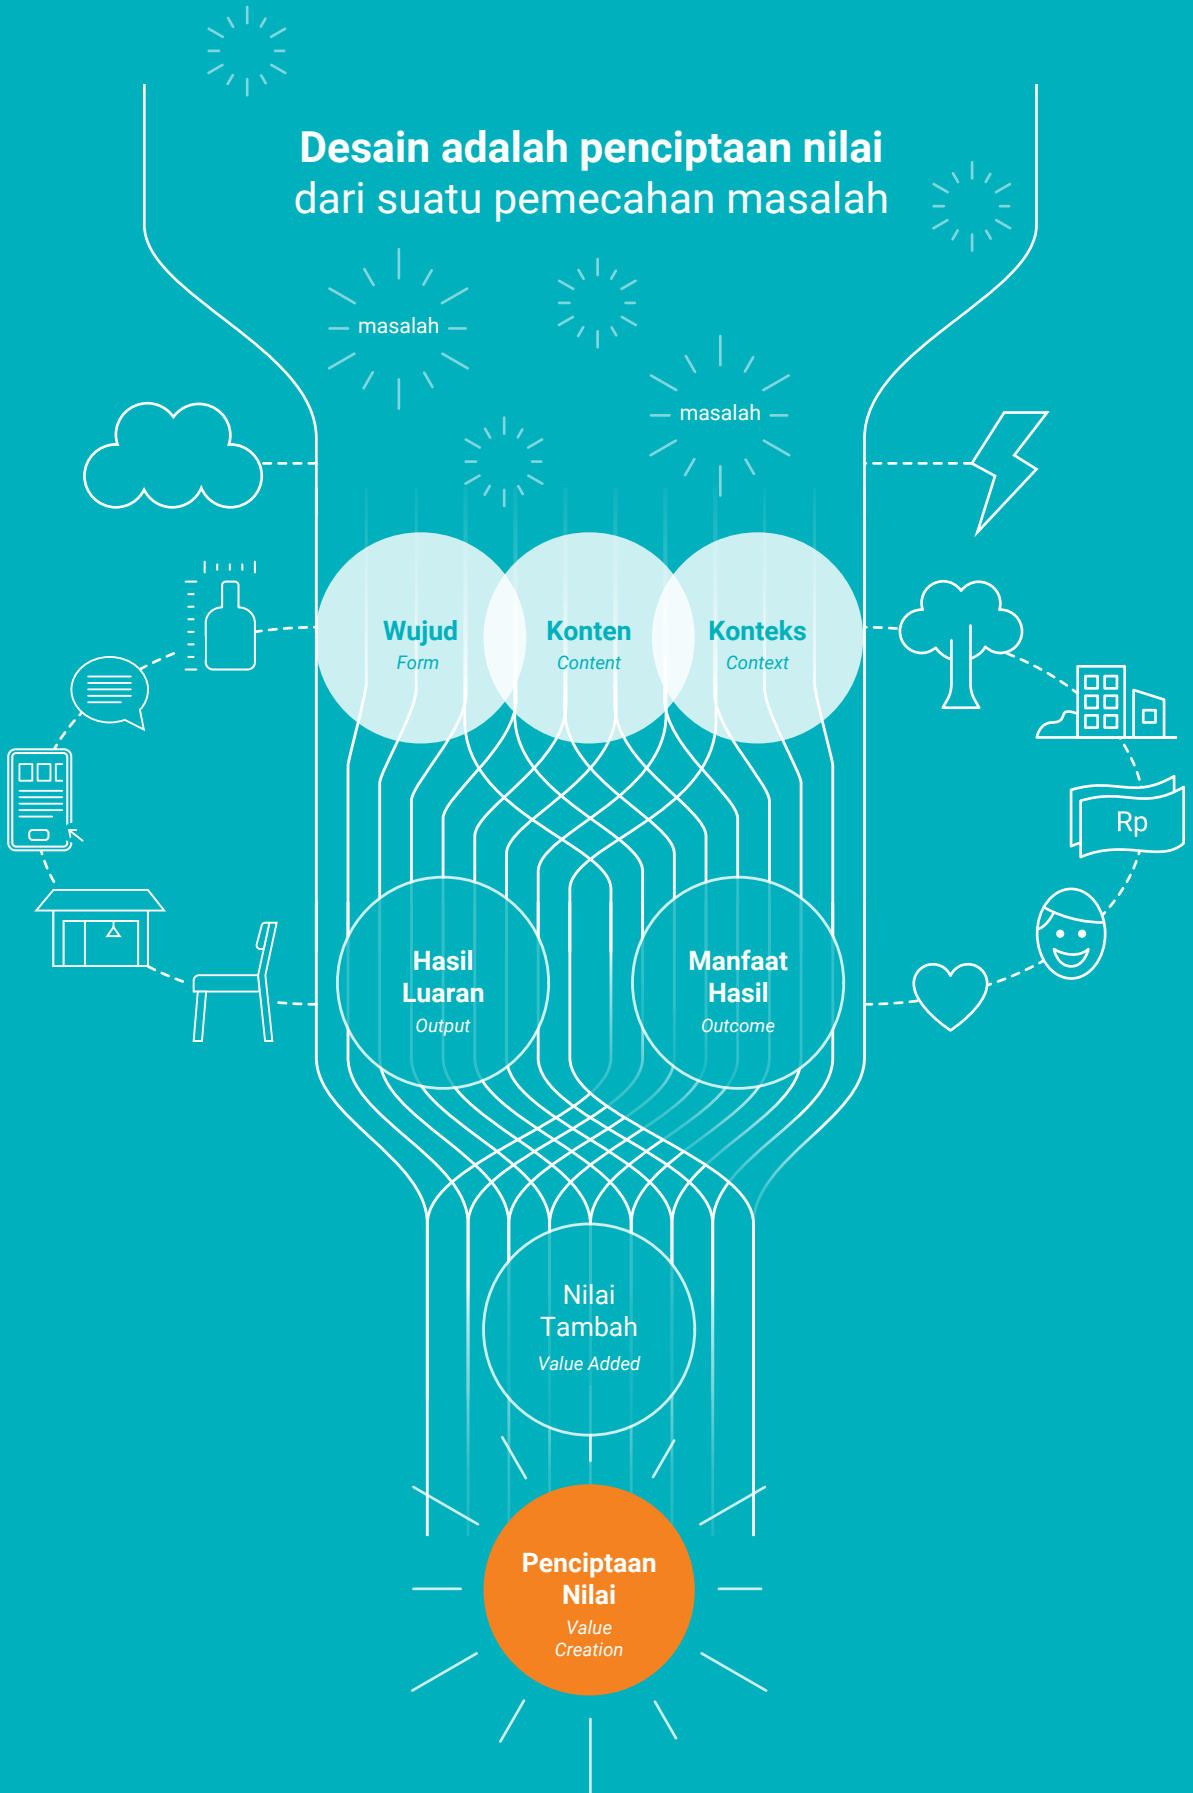 Desain adalah penciptaan nilai
dari suatu pemecahan masalah
masalah
masalah
Wujud
Form
Konten
Content
Konteks
Context
Rp
Hasil
Luaran
Output
Manfaat
Hasil
Outcome
Nilai
Tambah
Value Added
Penciptaan
Nilai
Value
Creation